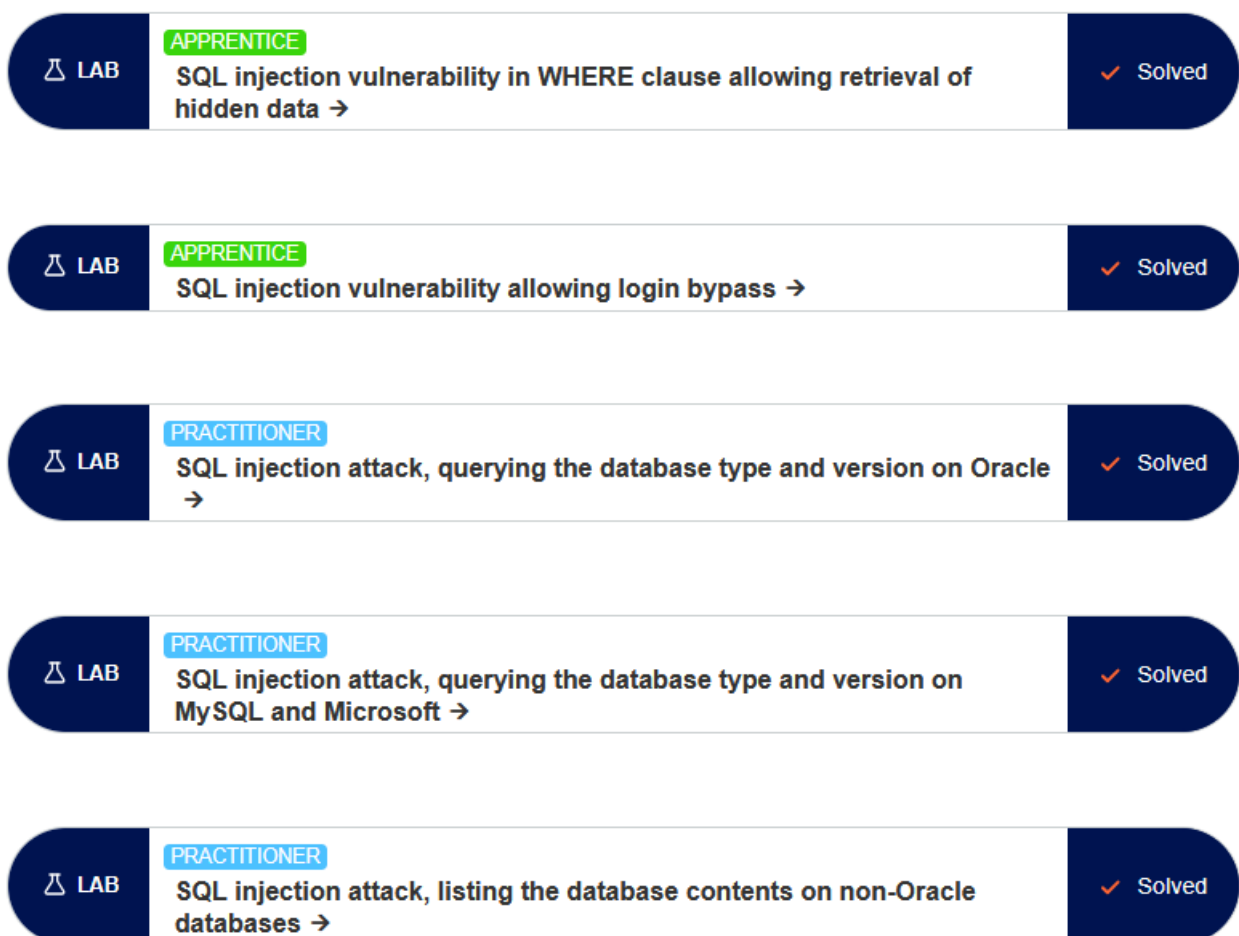 APPRENTICE
LAB
SQL injection vulnerability in WHERE clause allowing retrieval of
hidden data →
Solved
APPRENTICE
LAB
SQL injection vulnerability allowing login bypass →
Solved
PRACTITIONER
LAB
SQL injection attack, querying the database type and version on Oracle
→
Solved
PRACTITIONER
LAB
SQL injection attack, querying the database type and version on
MySQL and Microsoft →
Solved
PRACTITIONER
LAB
SQL injection attack, listing the database contents on non-Oracle
databases →
Solved